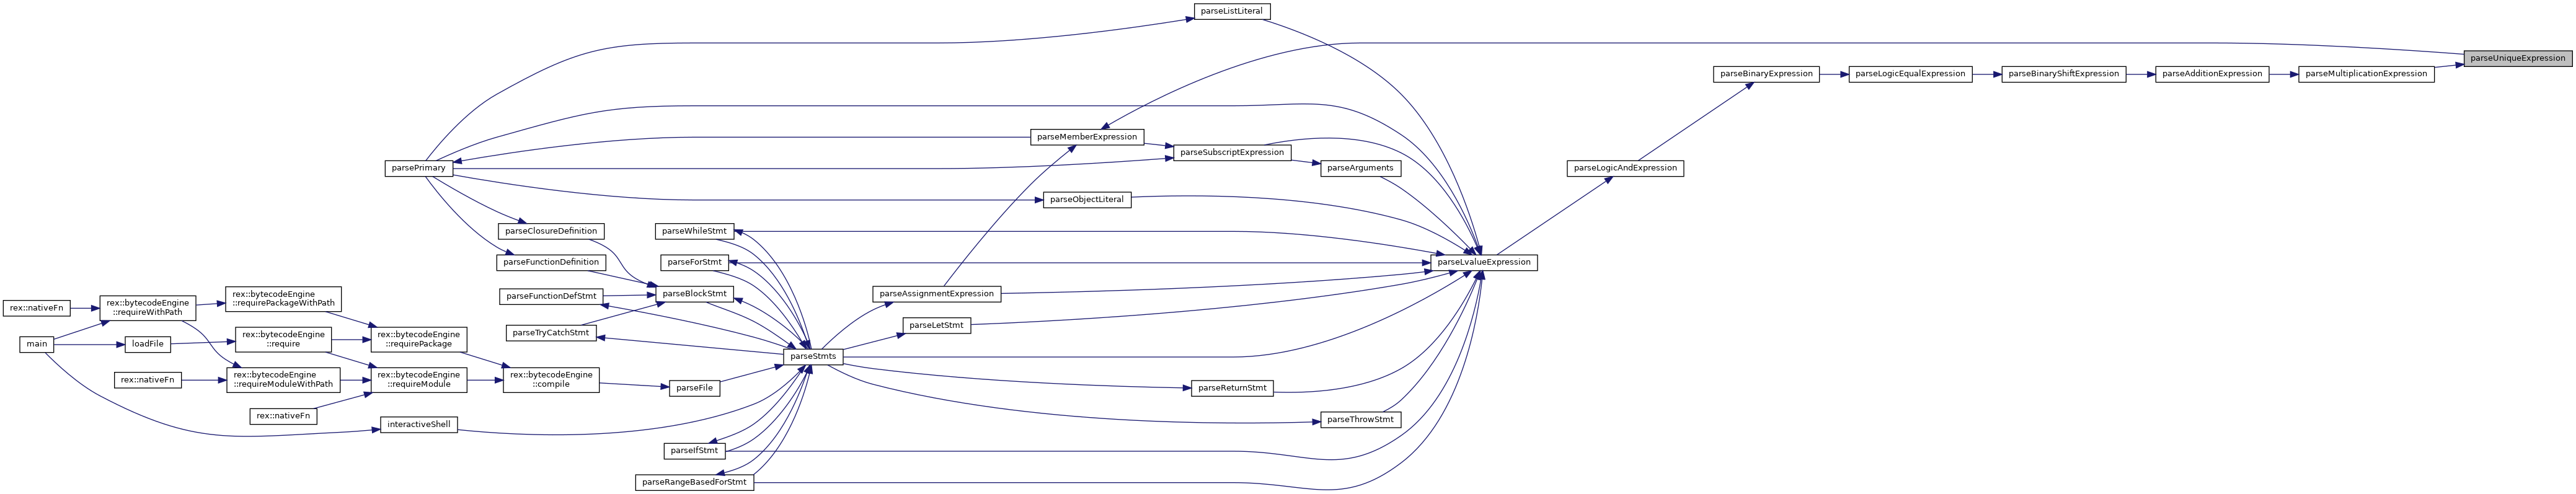 parseListLiteral
parseUniqueExpression
parseBinaryExpression
parseLogicEqualExpression
parseBinaryShiftExpression
parseAdditionExpression
parseMultiplicationExpression
parseMemberExpression
parseSubscriptExpression
parsePrimary
parseArguments
parseLogicAndExpression
parseObjectLiteral
parseClosureDefinition
parseWhileStmt
parseFunctionDefinition
parseForStmt
parseLvalueExpression
parseFunctionDefStmt
parseBlockStmt
parseAssignmentExpression
rex::bytecodeEngine
::requirePackageWithPath
rex::nativeFn
rex::bytecodeEngine
::requireWithPath
parseTryCatchStmt
parseLetStmt
main
loadFile
rex::bytecodeEngine
::require
rex::bytecodeEngine
::requirePackage
parseStmts
rex::nativeFn
rex::bytecodeEngine
::requireModuleWithPath
rex::bytecodeEngine
::requireModule
rex::bytecodeEngine
::compile
parseFile
parseReturnStmt
rex::nativeFn
interactiveShell
parseThrowStmt
parseIfStmt
parseRangeBasedForStmt